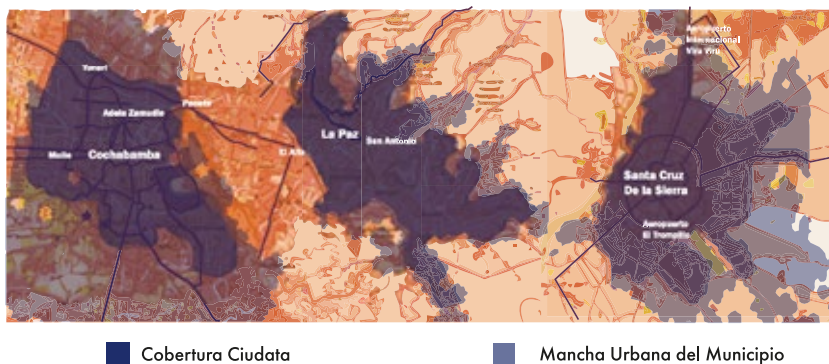 Aeropuerto
Internacional
Viru Viru
Adela Zamudio
Pacata
La Paz
San Antonio
Molle
Cochabamba
El Alto
Santa Cruz
De la Sierra
Aeropuerto
El Trompillo
Cobertura Ciudata
Mancha Urbana del Municipio